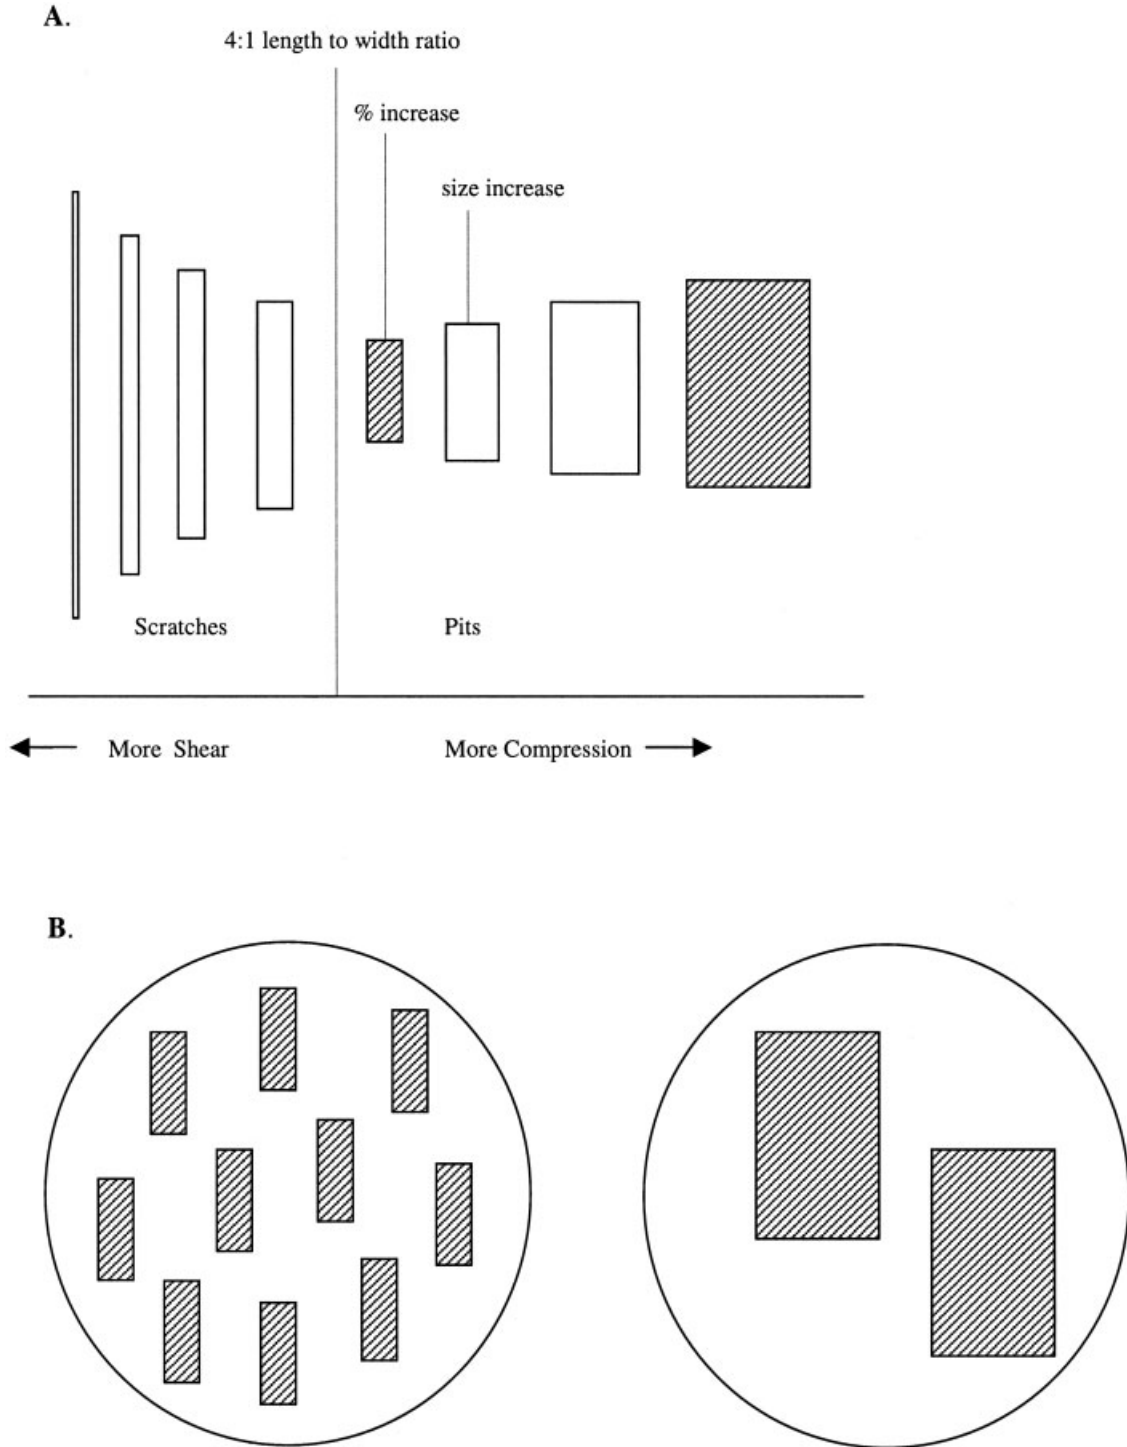 A.
4:1 length to width ratio
% increase
size increase
Scratches Pits
More Shear More Compression
B.